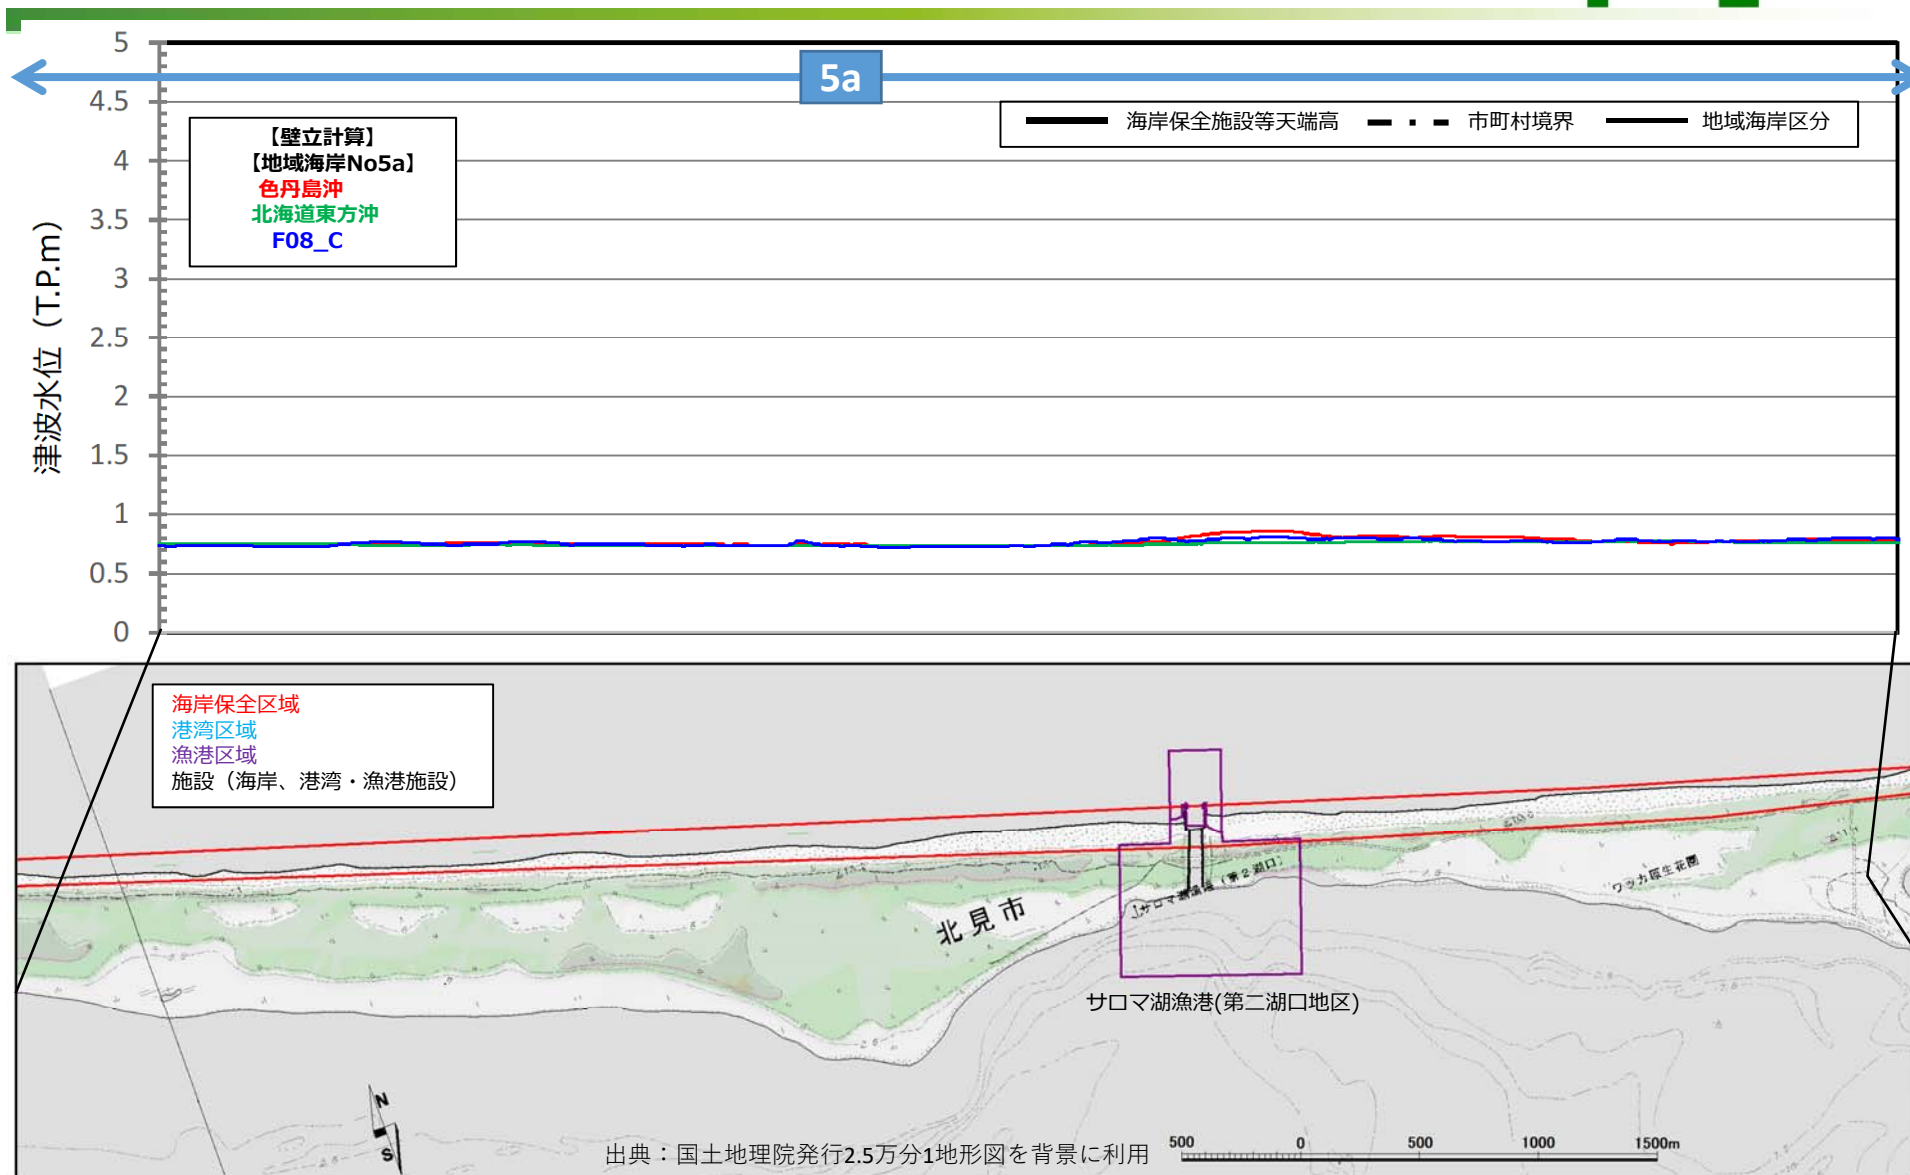 5a
5
4.5
4
3.5
3
2.5
2
1.5
1
0.5
0
津波水位（T.P.m）
【壁立計算】
【地域海岸No5a】
色丹島沖
北海道東方沖
F08_C
海岸保全施設等天端高 市町村境界 地域海岸区分
海岸保全区域
港湾区域
漁港区域
施設（海岸、港湾・漁港施設）
北見市
ワッカ原生花園
サロマ湖漁港(第二湖口地区)
N
S
出典：国土地理院発行2.5万分1地形図を背景に利用
500 0 500 1000 1500m